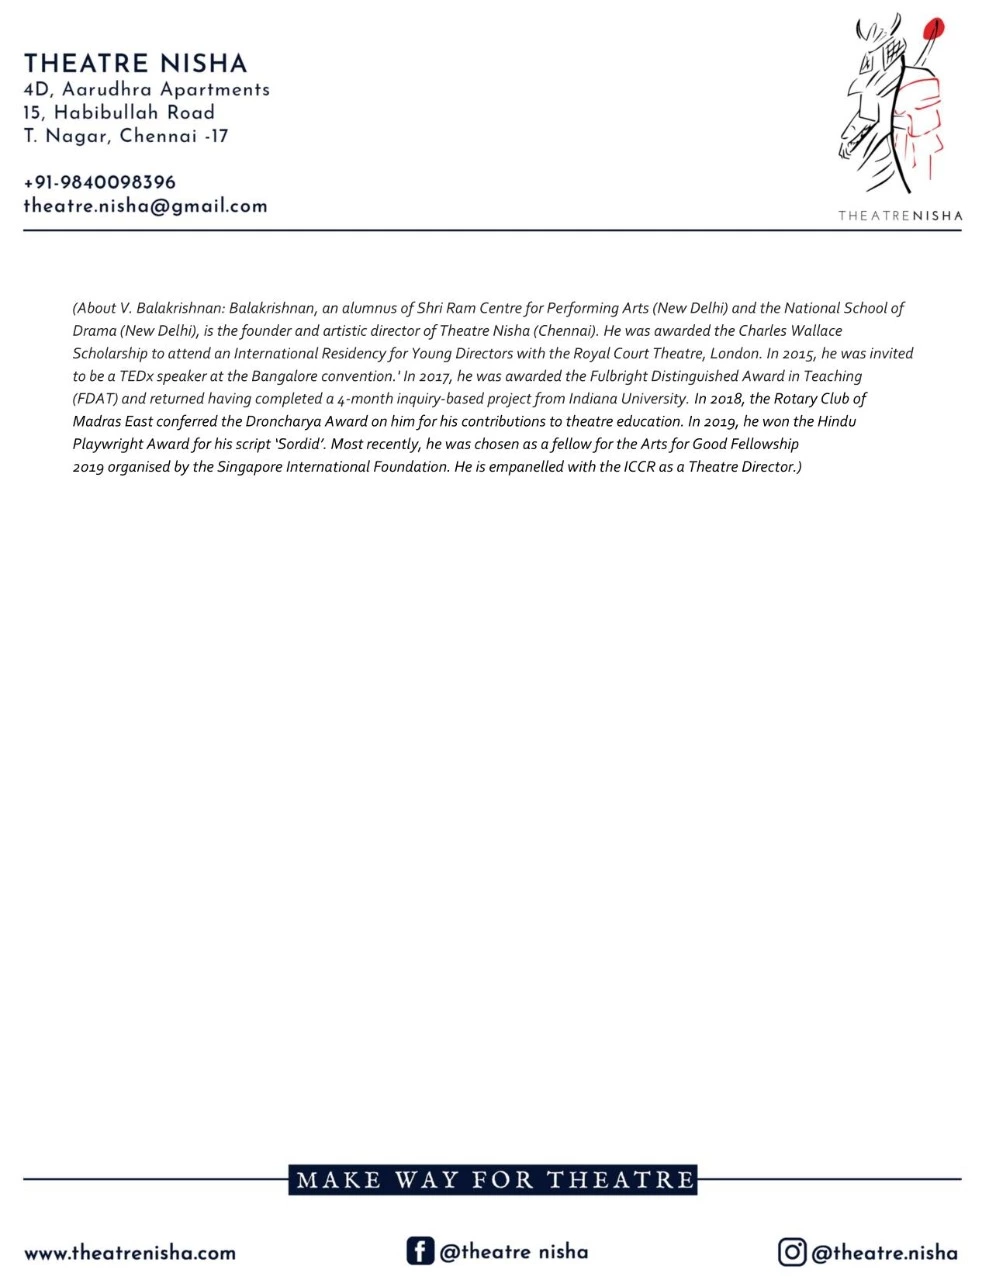 THEATRE NISHA
4D, Aarudhra Apartments
15, Habibullah Road
T. Nagar, Chennai -17
+91-9840098396
theatre.nisha@gmail.com
THEATRENISHA
(About V. Balakrishnan: Balakrishnan, an alumnus of Shri Ram Centre for Performing Arts (New Delhi) and the National School of
Drama (New Delhi), is the founder and artistic director of Theatre Nisha (Chennai). He was awarded the Charles Wallace
Scholarship to attend an International Residency for Young Directors with the Royal Court Theatre, London. In 2015, he was invited
to be a TEDx speaker at the Bangalore convention.' In 2017, he was awarded the Fulbright Distinguished Award in Teaching
(FDAT) and returned having completed a 4-month inquiry-based project from Indiana University. In 2018, the Rotary Club of
Madras East conferred the Droncharya Award on him for his contributions to theatre education. In 2019, he won the Hindu
Playwright Award for his script ‘Sordid’. Most recently, he was chosen as a fellow for the Arts for Good Fellowship
2019 organised by the Singapore International Foundation. He is empanelled with the ICCR as a Theatre Director.)
MAKE WAY FOR THEATRE
www.theatrenisha.com
@theatre nisha
@theatre.nisha